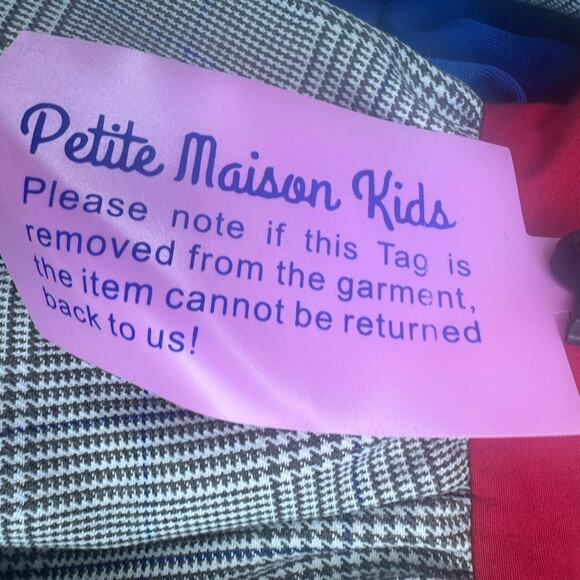 Petite Maison Kids
Please note if this Tag is
removed from the garment,
the item cannot be returned
back to us!